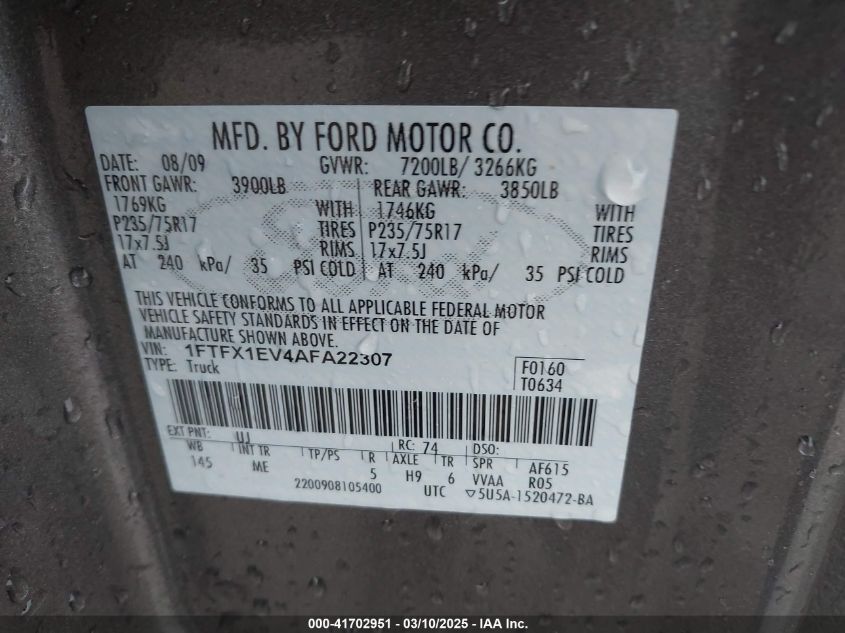 MFD. BY FORD MOTOR CO.
DATE: 08/09 GVWR: 7200LB/ 3266KG
FRONT GAWR: 3900LB REAR GAWR: 3850LB
1769KG WITH 1746KG WITH
P235/75R17 TIRES P235/75R17 TIRES
17x7.5J RIMS 17x7.5J RIMS
AT 240 kPa/ 35 PSI COLD AT 240 kPa/ 35 PSI COLD
THIS VEHICLE CONFORMS TO ALL APPLICABLE FEDERAL MOTOR
VEHICLE SAFETY STANDARDS IN EFFECT ON THE DATE OF
MANUFACTURE SHOWN ABOVE.
VIN: 1FTFX1EV4AFA22307 F0160
TYPE: Truck T0634
EXT PNT: UJ RC: 74 DSO:
WB INT TR TP/PS R AXLE TR SPR AF615
145 ME 5 H9 6 VVAA R05
2200908105400 UTC ▽5U5A-1520472-BA
000-41702951 / 03/10/2025 - IAA Inc.